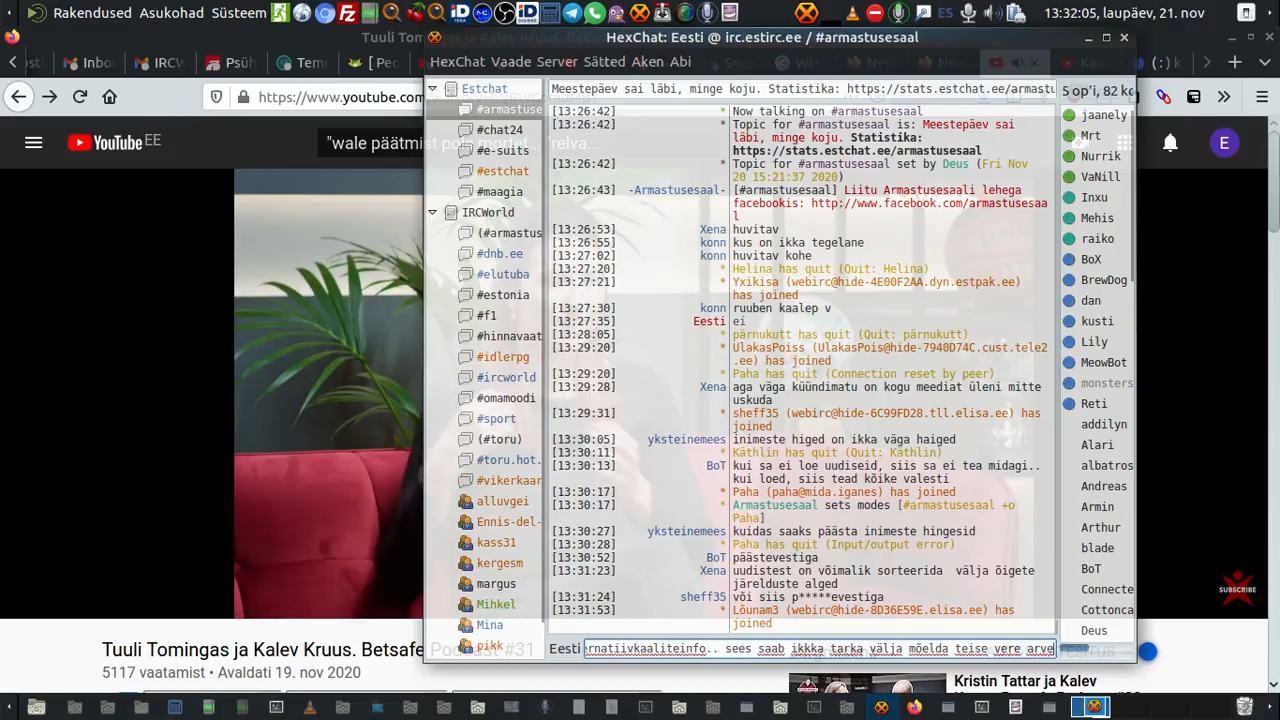 Rakendused Asukohad Süsteem
ES
13:32:05, laupäev, 21. nov
HexChat: Eesti @ irc.estirc.ee / #armastusesaal
HexChat Vaade Server Sätted Aken Abi
https://www.youtube.com
YouTube EE
"wale päätmist
E
Estchat
#armastuse
#chat24
#e-suits
#estchat
#maagia
IRCWorld
(#armastus
#dnb.ee
#elutuba
#estonia
#f1
#hinnavaat
#idlerpg
#ircworld
#omamoodi
#sport
(#toru)
#toru.hot.
#vikerkaar
alluvgei
Ennis-del-
kass31
kergesm
margus
Mihkel
Mina
pikk
Meestepäev sai läbi, minge koju. Statistika: https://stats.estchat.ee/armastu
[13:26:42] * Now talking on #armastusesaal
[13:26:42] * Topic for #armastusesaal is: Meestepäev sai
läbi, minge koju. Statistika:
https://stats.estchat.ee/armastusesaal
[13:26:42] * Topic for #armastusesaal set by Deus (Fri Nov
20 15:21:37 2020)
[13:26:43] -Armastusesaal- [#armastusesaal] Liitu Armastusesaali lehega
facebookis: http://www.facebook.com/armastusesaa
l
[13:26:53] Xena huvitav
[13:26:55] konn kus on ikka tegelane
[13:27:02] konn huvitav kohe
[13:27:20] * Helina has quit (Quit: Helina)
[13:27:21] * Yxikisa (webirc@hide-4E00F2AA.dyn.estpak.ee)
has joined
[13:27:30] konn ruuben kaalep v
[13:27:35] Eesti ei
[13:28:05] * pärnukutt has quit (Quit: pärnukutt)
[13:29:20] * UlakasPoiss (UlakasPois@hide-7940D74C.cust.tele2
.ee) has joined
[13:29:20] * Paha has quit (Connection reset by peer)
[13:29:28] Xena aga väga küündimatu on kogu meediat üleni mitte
uskuda
[13:29:31] * sheff35 (webirc@hide-6C99FD28.tll.elisa.ee) has
joined
[13:30:05] yksteinemees inimeste higed on ikka väga haiged
[13:30:11] * Käthlin has quit (Quit: Käthlin)
[13:30:13] BoT kui sa ei loe uudiseid, siis sa ei tea midagi..
kui loed, siis tead kõike valesti
[13:30:17] * Paha (paha@mida.iganes) has joined
[13:30:17] * Armastusesaal sets modes [#armastusesaal +o
Paha]
[13:30:27] yksteinemees kuidas saaks päästa inimeste hingesid
[13:30:28] * Paha has quit (Input/output error)
[13:30:52] BoT päästevestiga
[13:31:23] Xena uudistest on võimalik sorteerida välja õigete
järelduste alged
[13:31:24] sheff35 või siis p*****evestiga
[13:31:53] * Lõunam3 (webirc@hide-8D36E59E.elisa.ee) has
joined
Eesti rnatiivkaaliteinfo.. sees saab ikkka tarka välja mõelda teise vere arve
5 op'i, 82 k
jaanely
Mrt
Nurrik
VaNill
Inxu
Mehis
raiko
BoX
BrewDog
dan
kusti
Lily
MeowBot
monsters
Reti
addilyn
Alari
albatros
Andreas
Armin
Arthur
blade
BoT
Connecte
Cottonca
Deus
SUBSCRIBE
Tuuli Tomingas ja Kalev Kruus. Betsafe Podcast #31
5117 vaatamist • Avaldati 19. nov 2020
Kristin Tattar ja Kalev